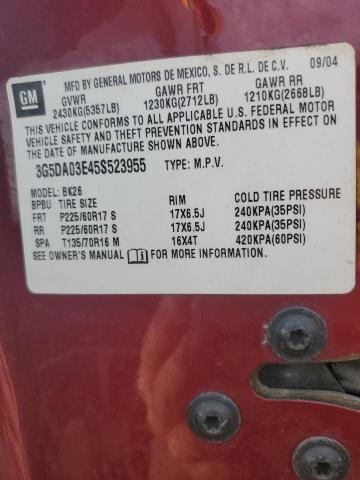 GM
MFD BY GENERAL MOTORS DE MEXICO, S. DE R.L. DE C.V. 09/04
GVWR GAWR FRT GAWR RR
2430KG(5357LB) 1230KG(2712LB) 1210KG(2668LB)
THIS VEHICLE CONFORMS TO ALL APPLICABLE U.S. FEDERAL MOTOR
VEHICLE SAFETY AND THEFT PREVENTION STANDARDS IN EFFECT
ON THE DATE OF MANUFACTURE SHOWN ABOVE.
3G5DA03E45S523955 TYPE: M.P.V.
MODEL: BK26
BPBU TIRE SIZE RIM COLD TIRE PRESSURE
FRT P225/60R17 S 17X6.5J 240KPA(35PSI)
RR P225/60R17 S 17X6.5J 240KPA(35PSI)
SPA T135/70R16 M 16X4T 420KPA(60PSI)
SEE OWNER'S MANUAL FOR MORE INFORMATION.